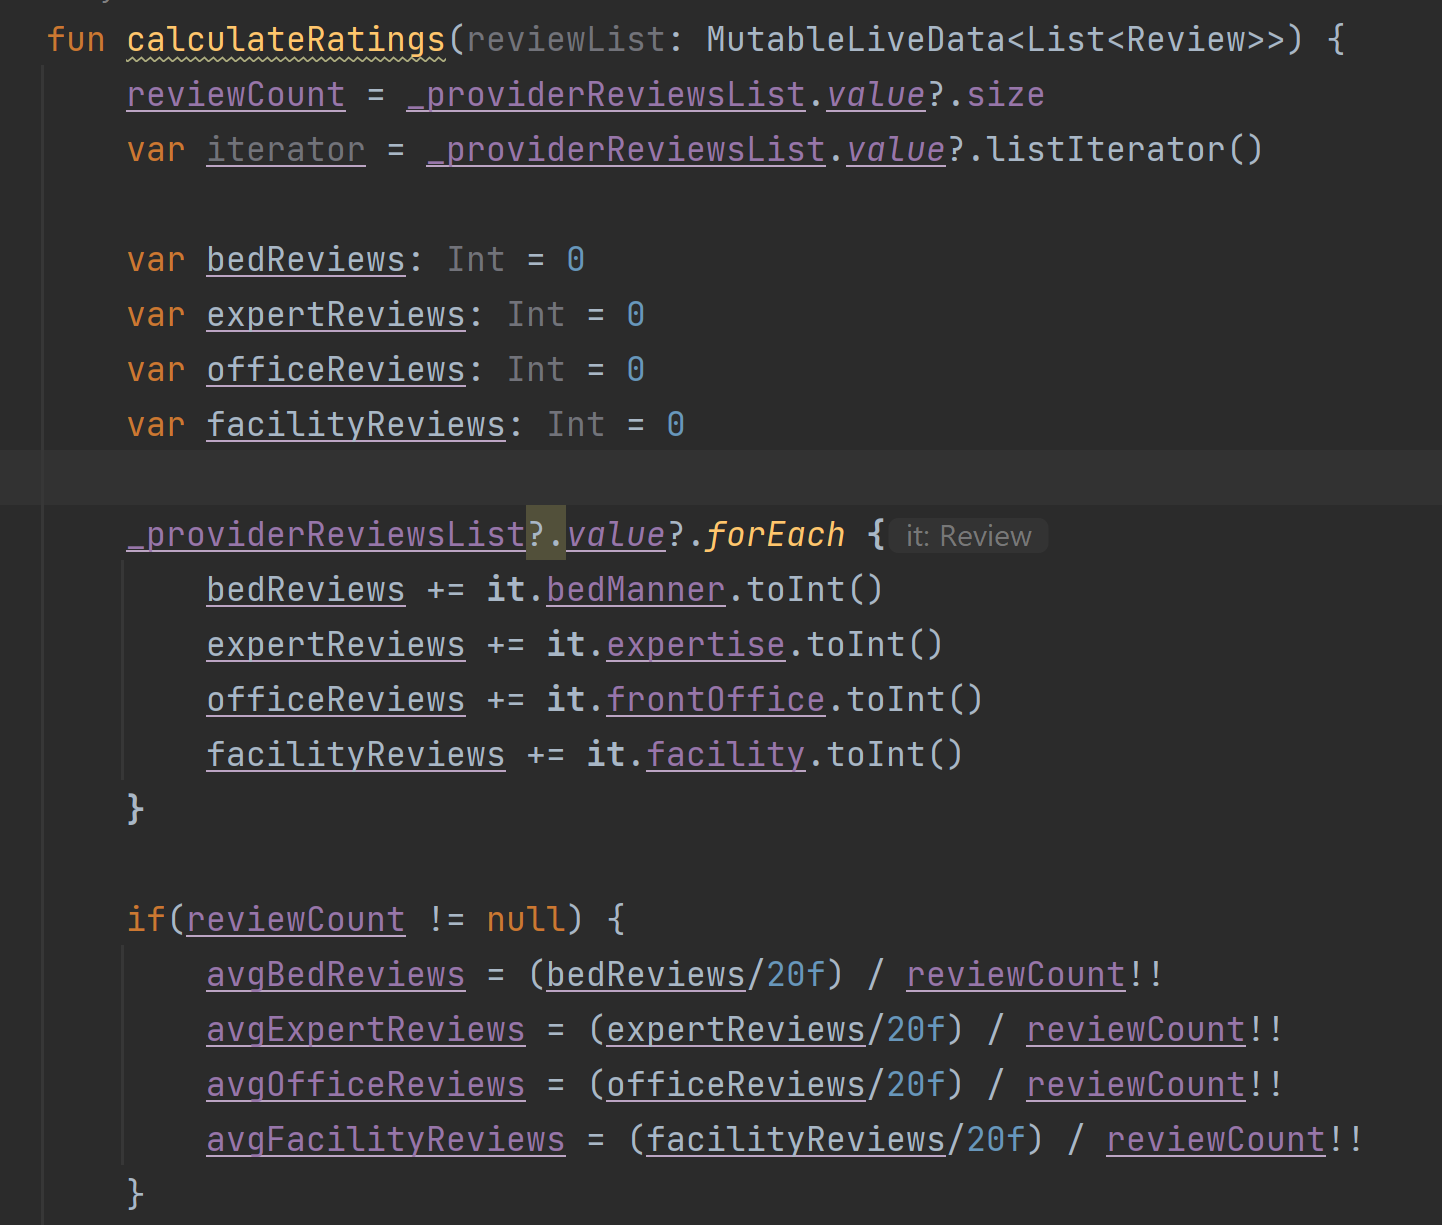 fun calculateRatings(reviewList: MutableLiveData<List<Review>>) {
    reviewCount = _providerReviewsList.value?.size
    var iterator = _providerReviewsList.value?.listIterator()

    var bedReviews: Int = 0
    var expertReviews: Int = 0
    var officeReviews: Int = 0
    var facilityReviews: Int = 0

    _providerReviewsList?.value?.forEach { it: Review
        bedReviews += it.bedManner.toInt()
        expertReviews += it.expertise.toInt()
        officeReviews += it.frontOffice.toInt()
        facilityReviews += it.facility.toInt()
    }

    if(reviewCount != null) {
        avgBedReviews = (bedReviews/20f) / reviewCount!!
        avgExpertReviews = (expertReviews/20f) / reviewCount!!
        avgOfficeReviews = (officeReviews/20f) / reviewCount!!
        avgFacilityReviews = (facilityReviews/20f) / reviewCount!!
    }